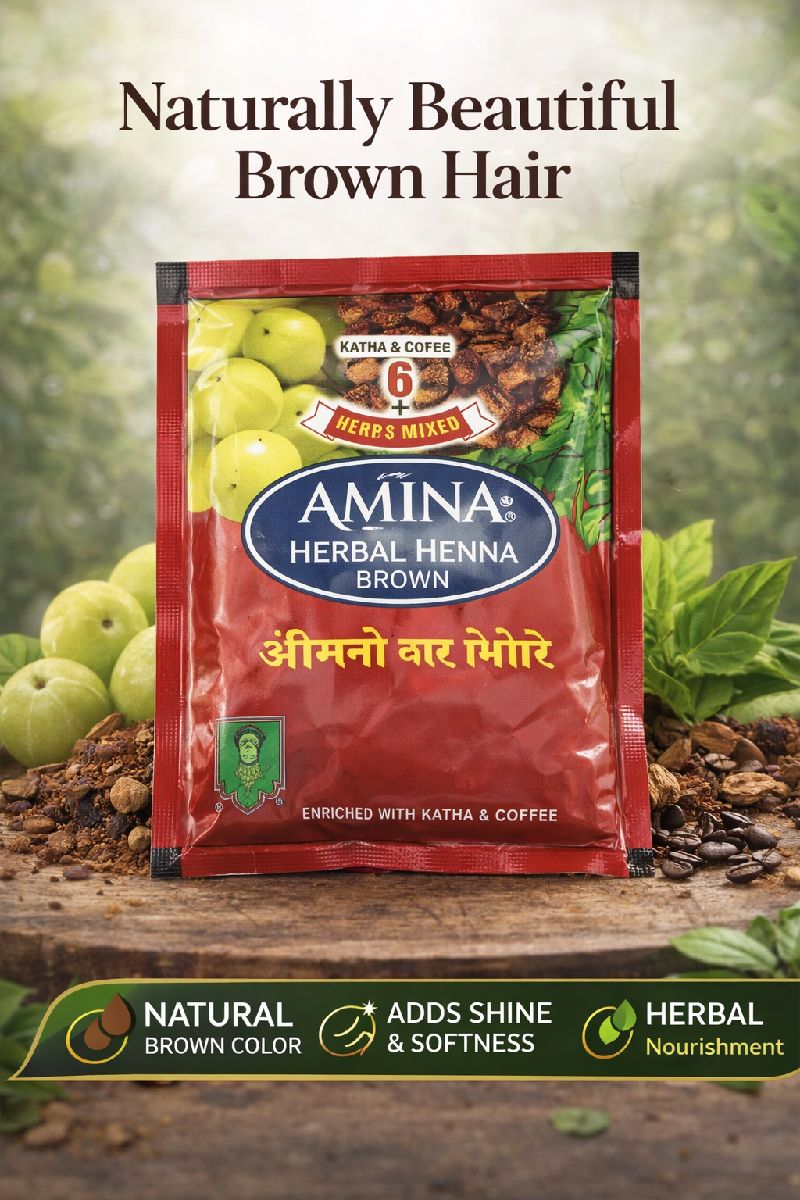 Naturally Beautiful
Brown Hair
KATHA & COFEE
6
+
HERBS MIXED
AMINA®
HERBAL HENNA
BROWN
ENRICHED WITH KATHA & COFFEE
NATURAL
BROWN COLOR
ADDS SHINE
& SOFTNESS
HERBAL
Nourishment